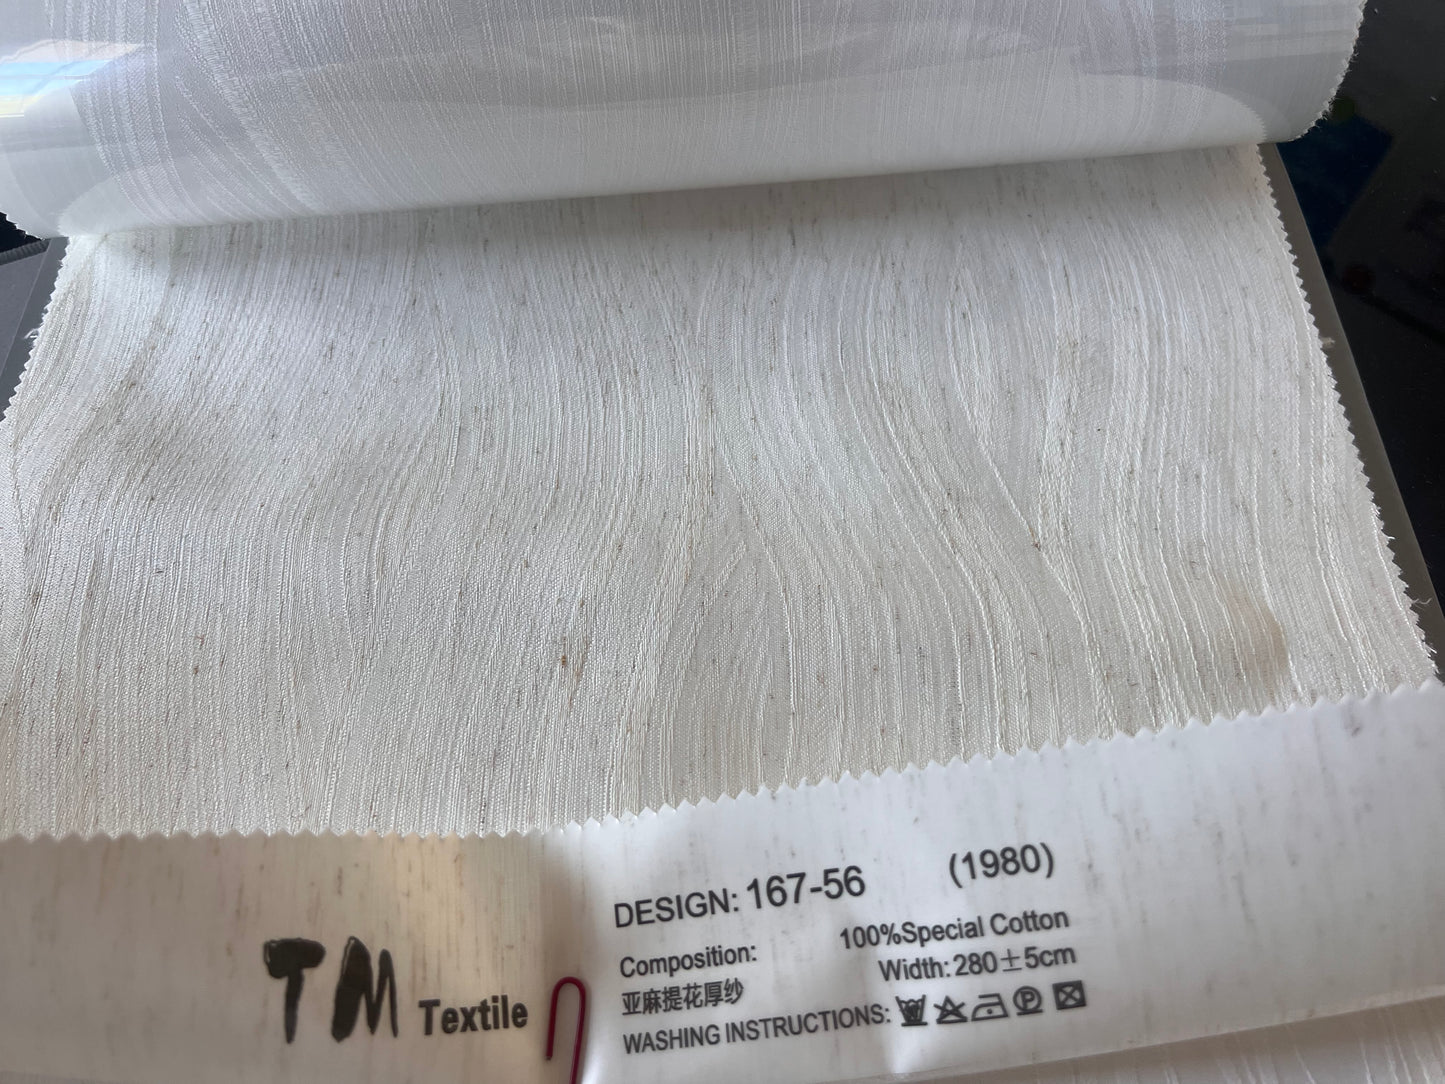 TM Textile
DESIGN: 167-56 (1980)
Composition: 100%Special Cotton
亚麻提花厚纱 Width: 280±5cm
WASHING INSTRUCTIONS: